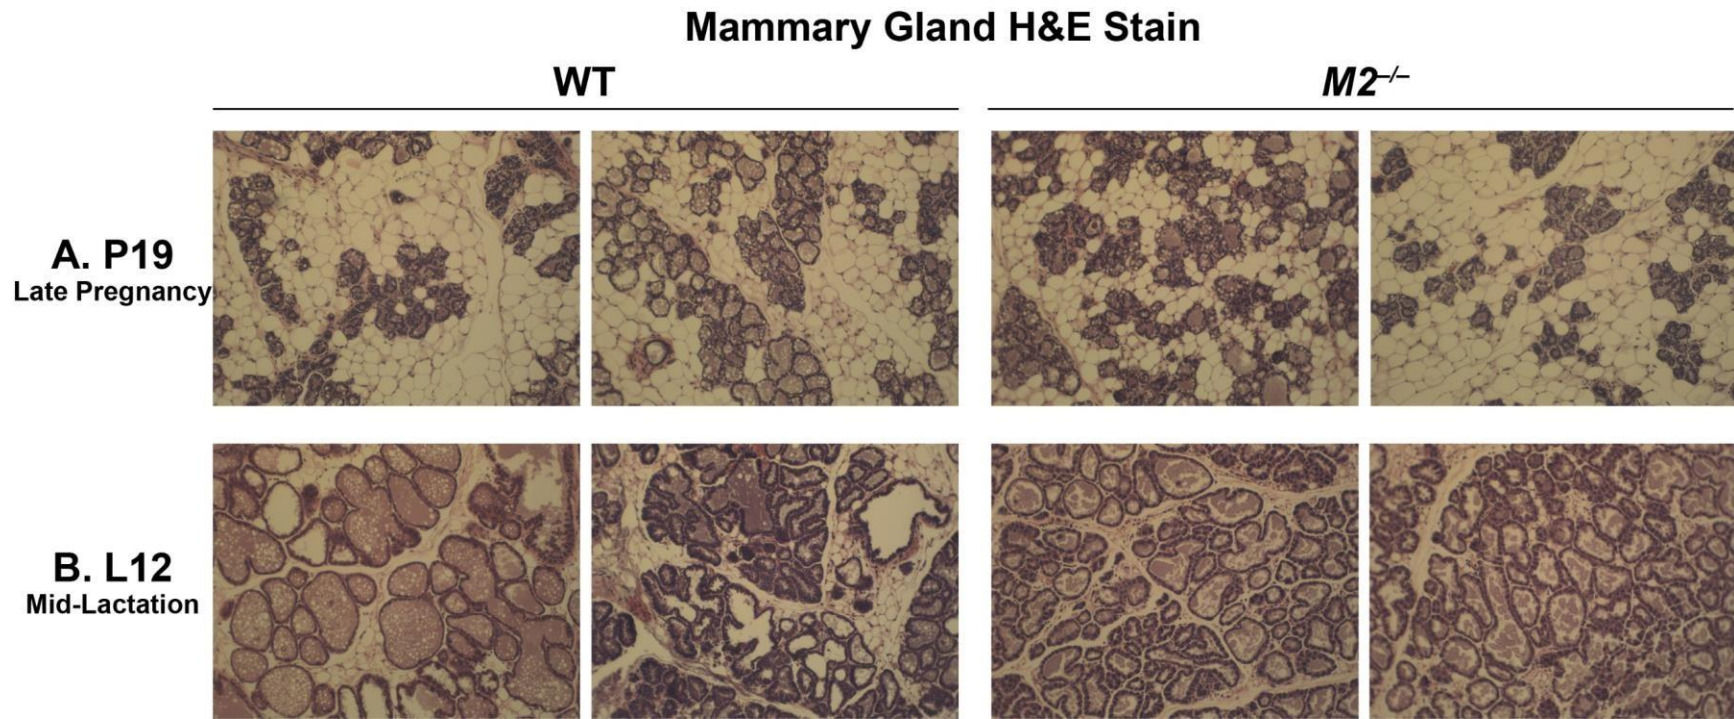 Mammary Gland H&E Stain
WT
M2–/–
A. P19
Late Pregnancy
B. L12
Mid-Lactation